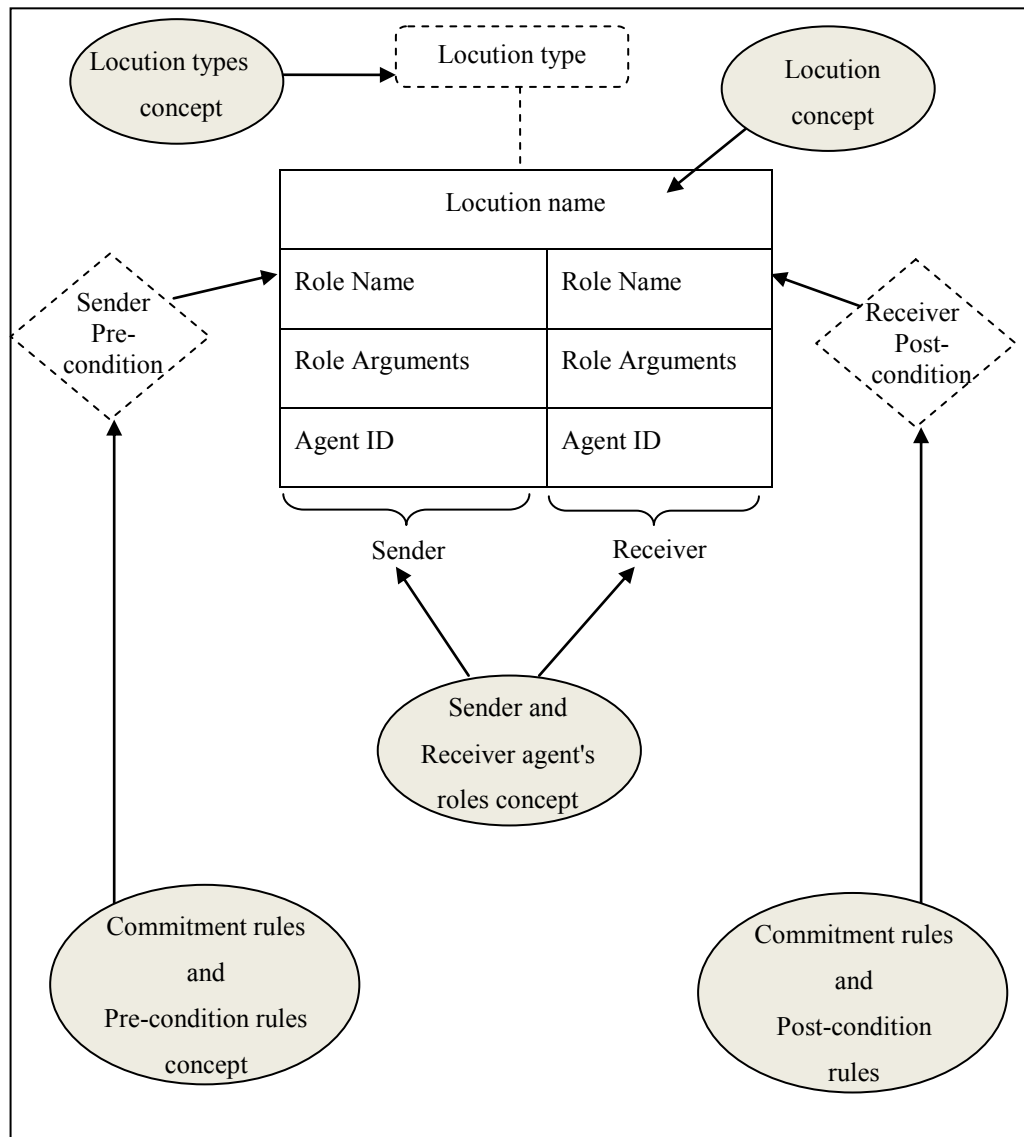 Locution types
concept
Locution type
Locution
concept
Locution name
Role Name
Role Name
Role Arguments
Role Arguments
Agent ID
Agent ID
Sender
Pre-
condition
Receiver
Post-
condition
Sender
Receiver
Sender and
Receiver agent's
roles concept
Commitment rules
and
Pre-condition rules
concept
Commitment rules
and
Post-condition
rules